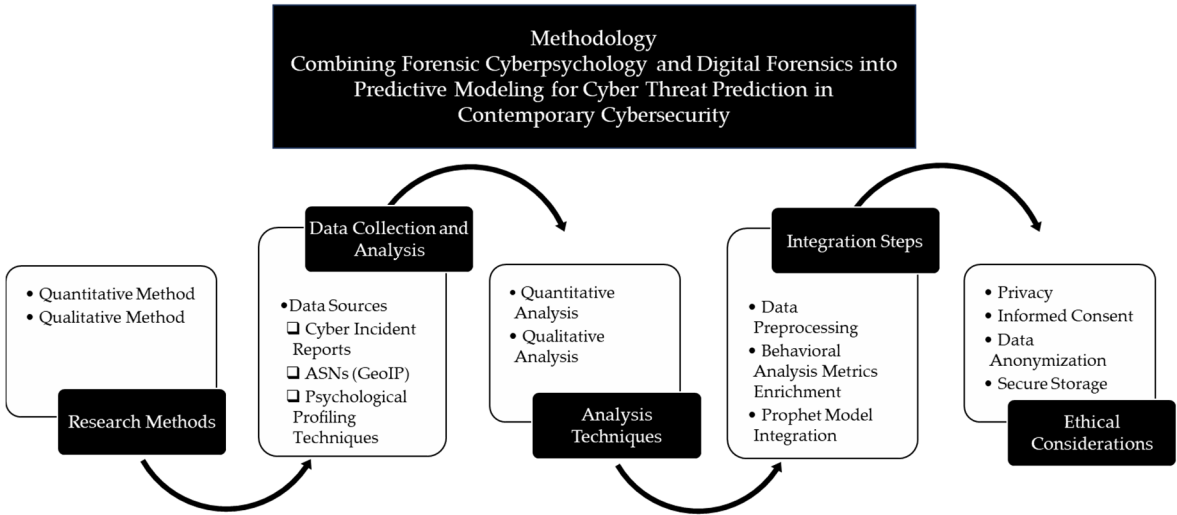 Methodology
Combining Forensic Cyberpsychology and Digital Forensics into
Predictive Modeling for Cyber Threat Prediction in
Contemporary Cybersecurity
• Quantitative Method
• Qualitative Method
Research Methods
Data Collection and
Analysis
•Data Sources
❑ Cyber Incident
Reports
❑ ASNs (GeoIP)
❑ Psychological
Profiling
Techniques
• Quantitative
Analysis
• Qualitative
Analysis
Analysis
Techniques
Integration Steps
• Data
Preprocessing
• Behavioral
Analysis Metrics
Enrichment
• Prophet Model
Integration
• Privacy
• Informed Consent
• Data
Anonymization
• Secure Storage
Ethical
Considerations